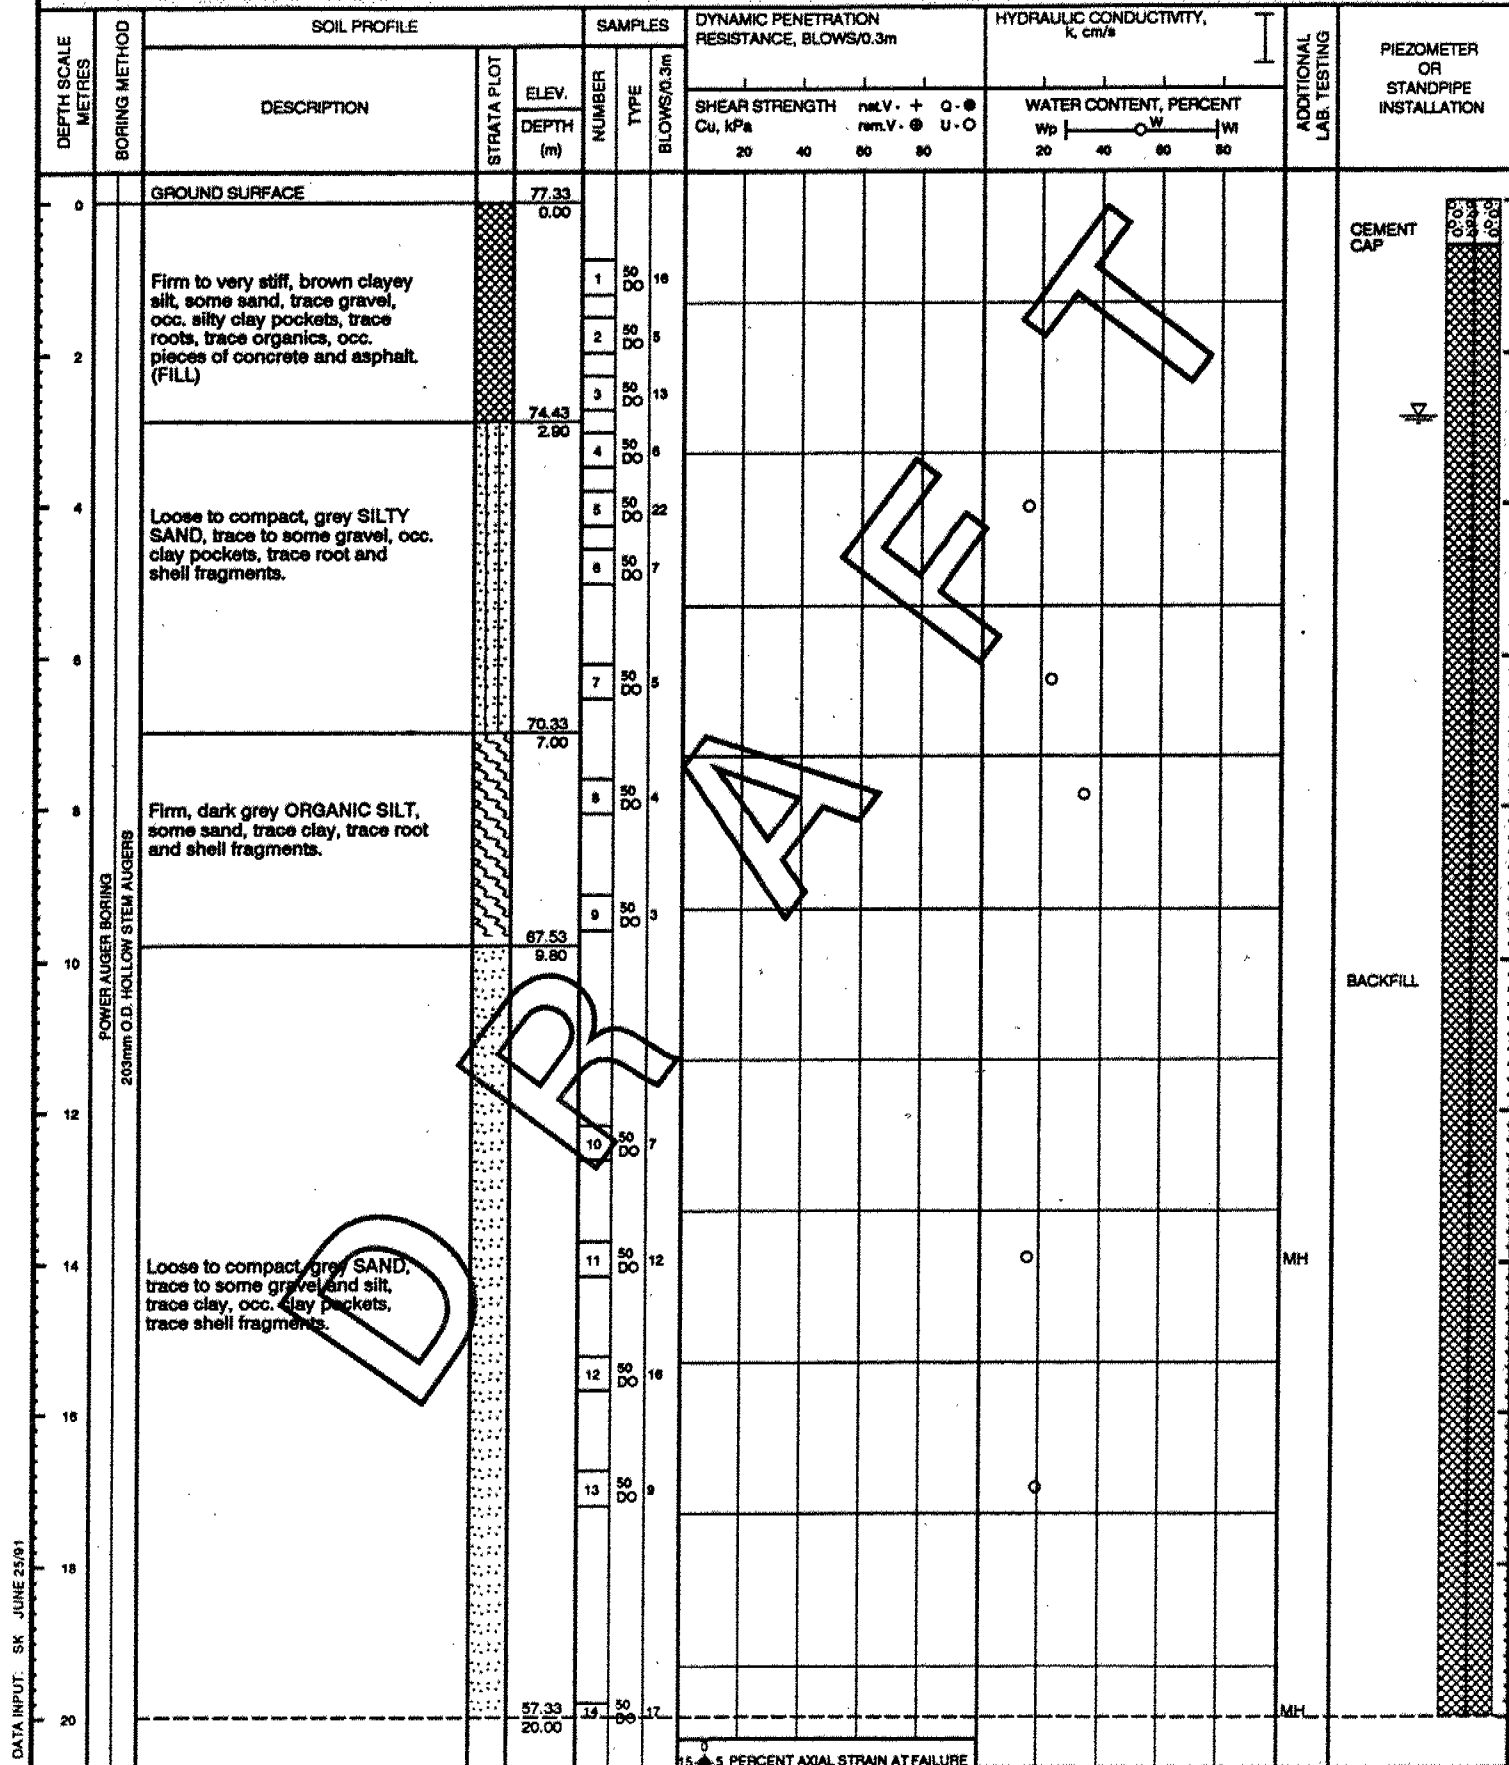 SOIL PROFILE
SAMPLES
DYNAMIC PENETRATION
RESISTANCE, BLOWS/0.3m
HYDRAULIC CONDUCTIVITY,
k, cm/s
DEPTH SCALE
METRES
BORING METHOD
DESCRIPTION
STRATA PLOT
ELEV.
DEPTH
(m)
NUMBER
TYPE
BLOWS/0.3m
SHEAR STRENGTH nat.V - + Q - ●
Cu, kPa rem.V - ⊕ U - O
20 40 60 80
WATER CONTENT, PERCENT
Wp W Wl
20 40 60 80
ADDITIONAL
LAB. TESTING
PIEZOMETER
OR
STANDPIPE
INSTALLATION
GROUND SURFACE 77.33
0 0.00
CEMENT
CAP
Firm to very stiff, brown clayey
silt, some sand, trace gravel,
occ. silty clay pockets, trace
roots, trace organics, occ.
pieces of concrete and asphalt.
(FILL)
1 50 DO 16
2 50 DO 5
2
3 50 DO 13
74.43
2.90
4 50 DO 6
5 50 DO 22
4
Loose to compact, grey SILTY
SAND, trace to some gravel, occ.
clay pockets, trace root and
shell fragments.
6 50 DO 7
6
7 50 DO 5
70.33
7.00
8 50 DO 4
8
Firm, dark grey ORGANIC SILT,
some sand, trace clay, trace root
and shell fragments.
9 50 DO 3
67.53
9.80
10
BACKFILL
POWER AUGER BORING
203mm O.D. HOLLOW STEM AUGERS
12
10 50 DO 7
11 50 DO 12 MH
14
Loose to compact, grey SAND,
trace to some gravel and silt,
trace clay, occ. clay pockets,
trace shell fragments.
12 50 DO 16
16
13 50 DO 9
18
57.33
20.00
14 50 DO 17 MH
20
0
15 5 PERCENT AXIAL STRAIN AT FAILURE
DATA INPUT: SK JUNE 25/91
DRAFT